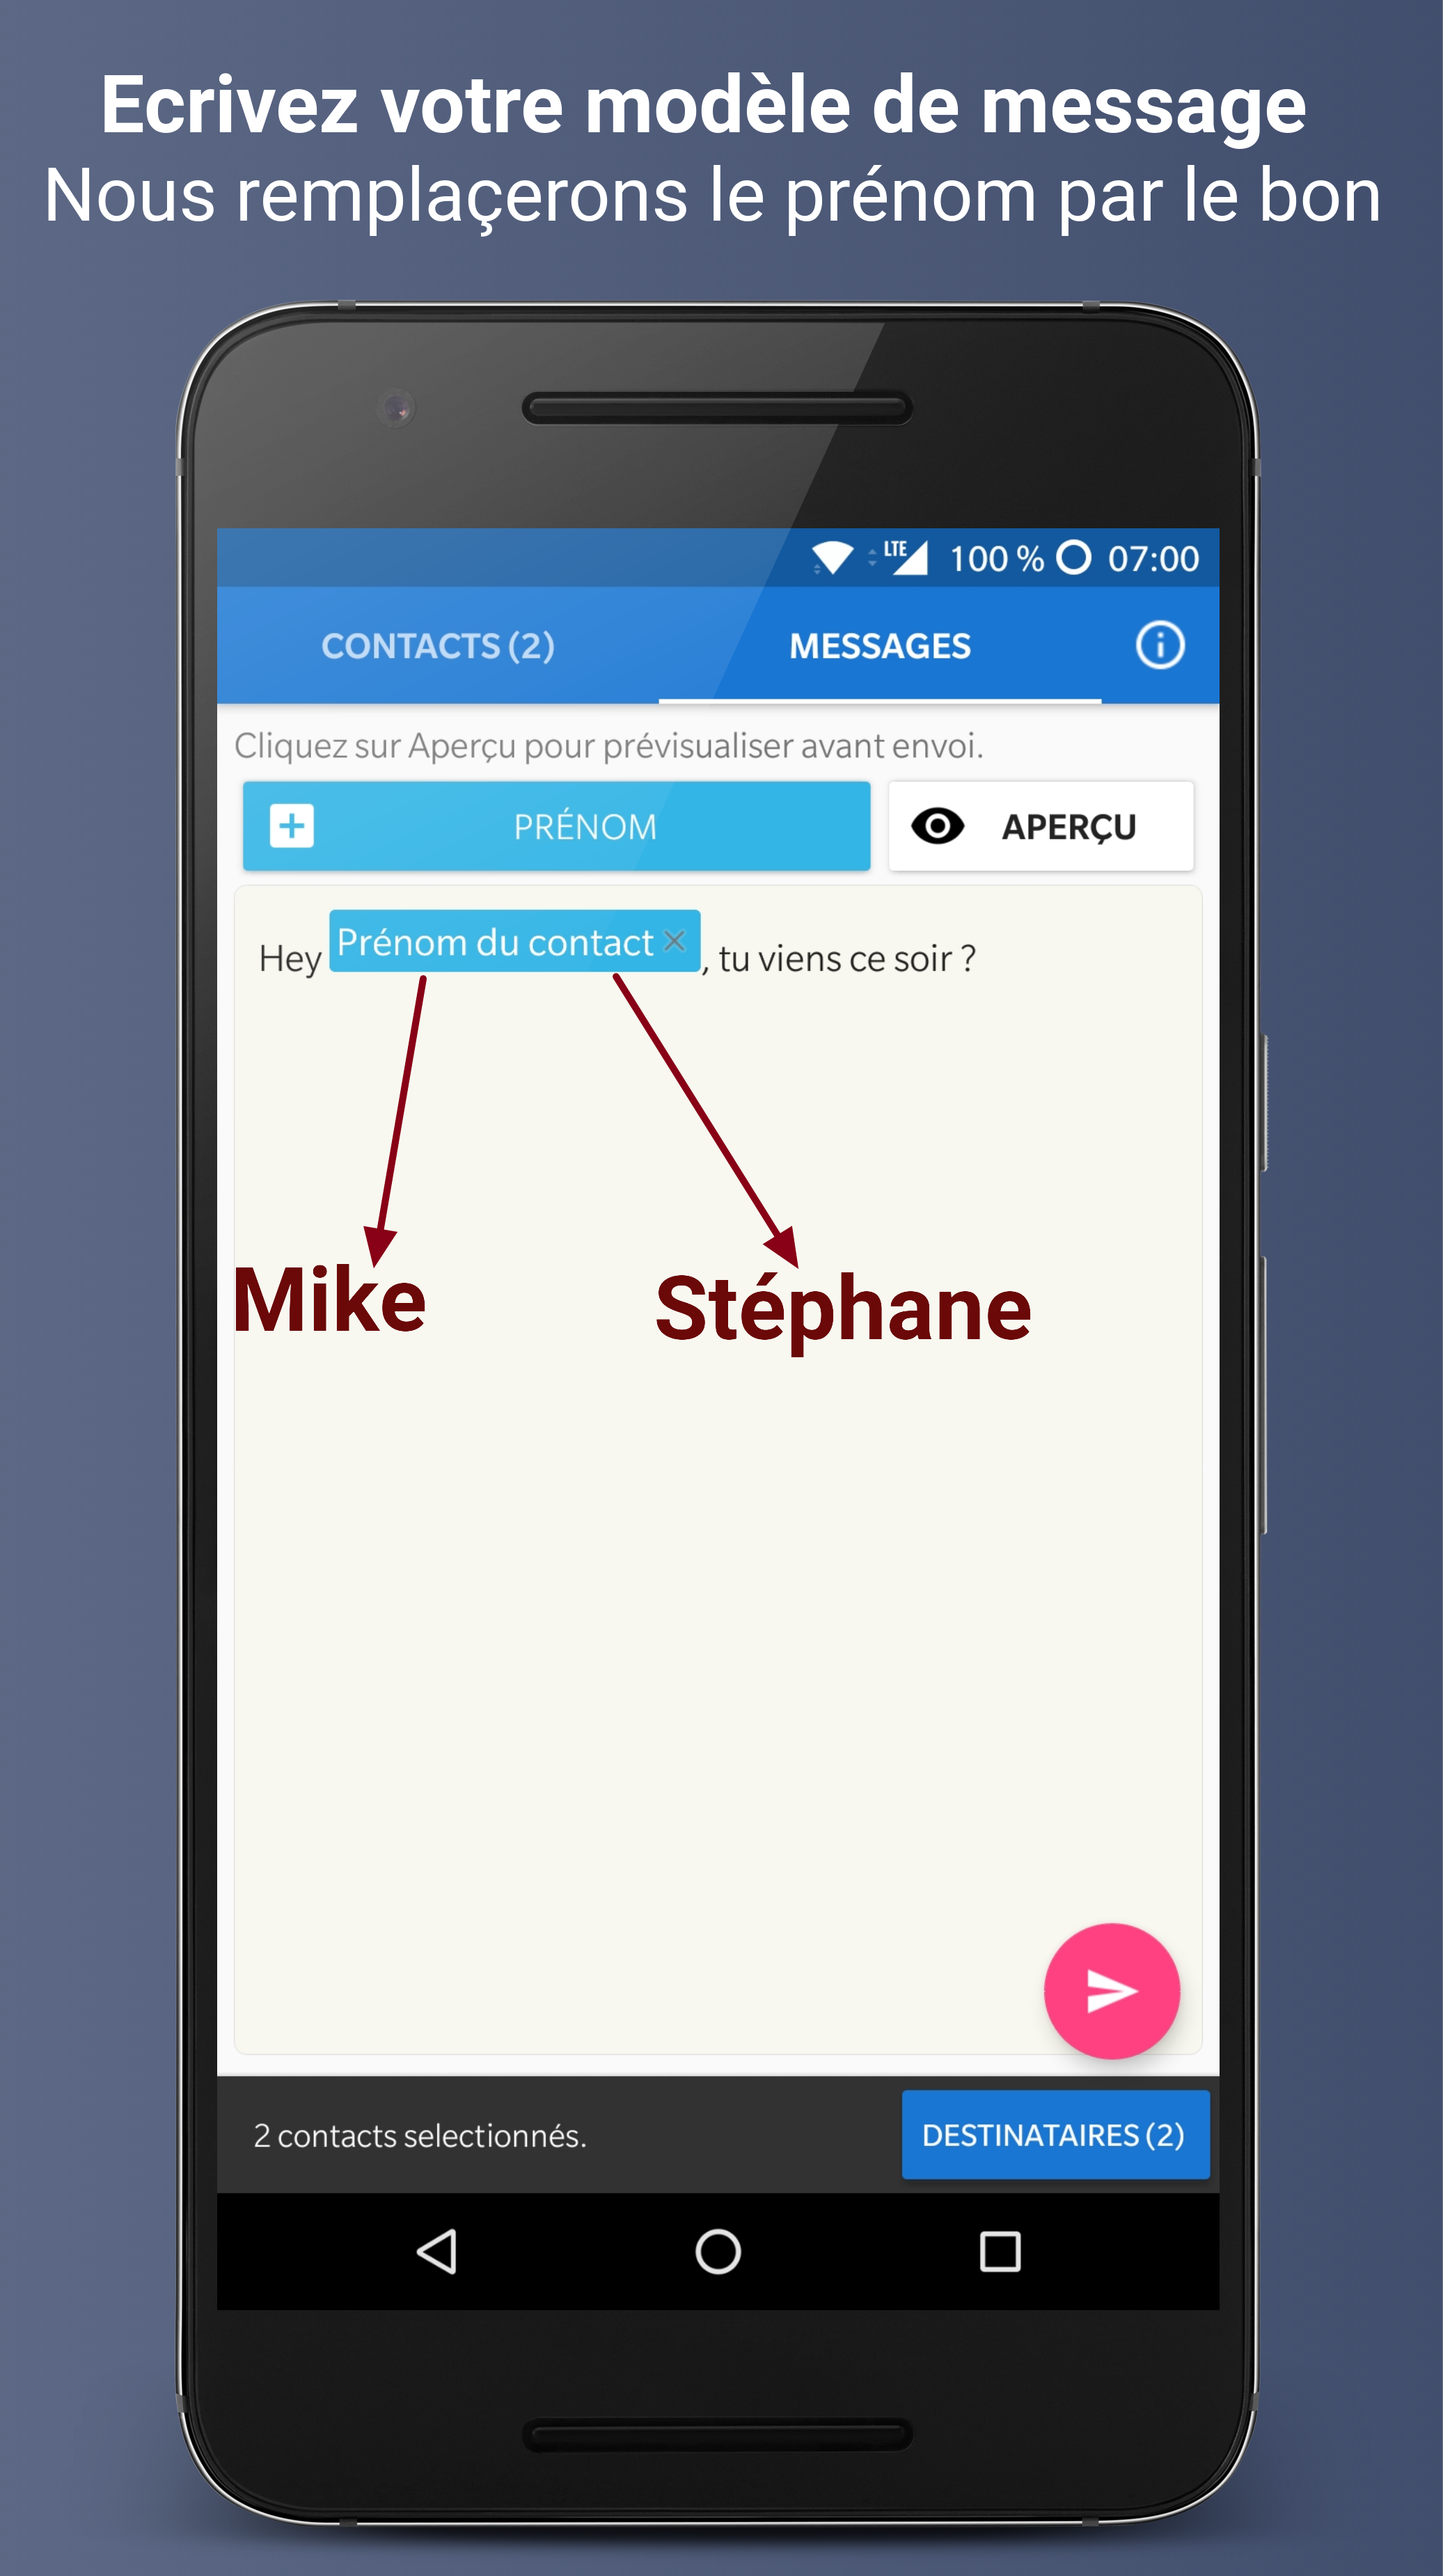 Ecrivez votre modèle de message
Nous remplaçerons le prénom par le bon
LTE 100 % 07:00
CONTACTS (2) MESSAGES
Cliquez sur Aperçu pour prévisualiser avant envoi.
PRÉNOM APERÇU
Hey Prénom du contact, tu viens ce soir ?
Mike Stéphane
2 contacts selectionnés. DESTINATAIRES (2)